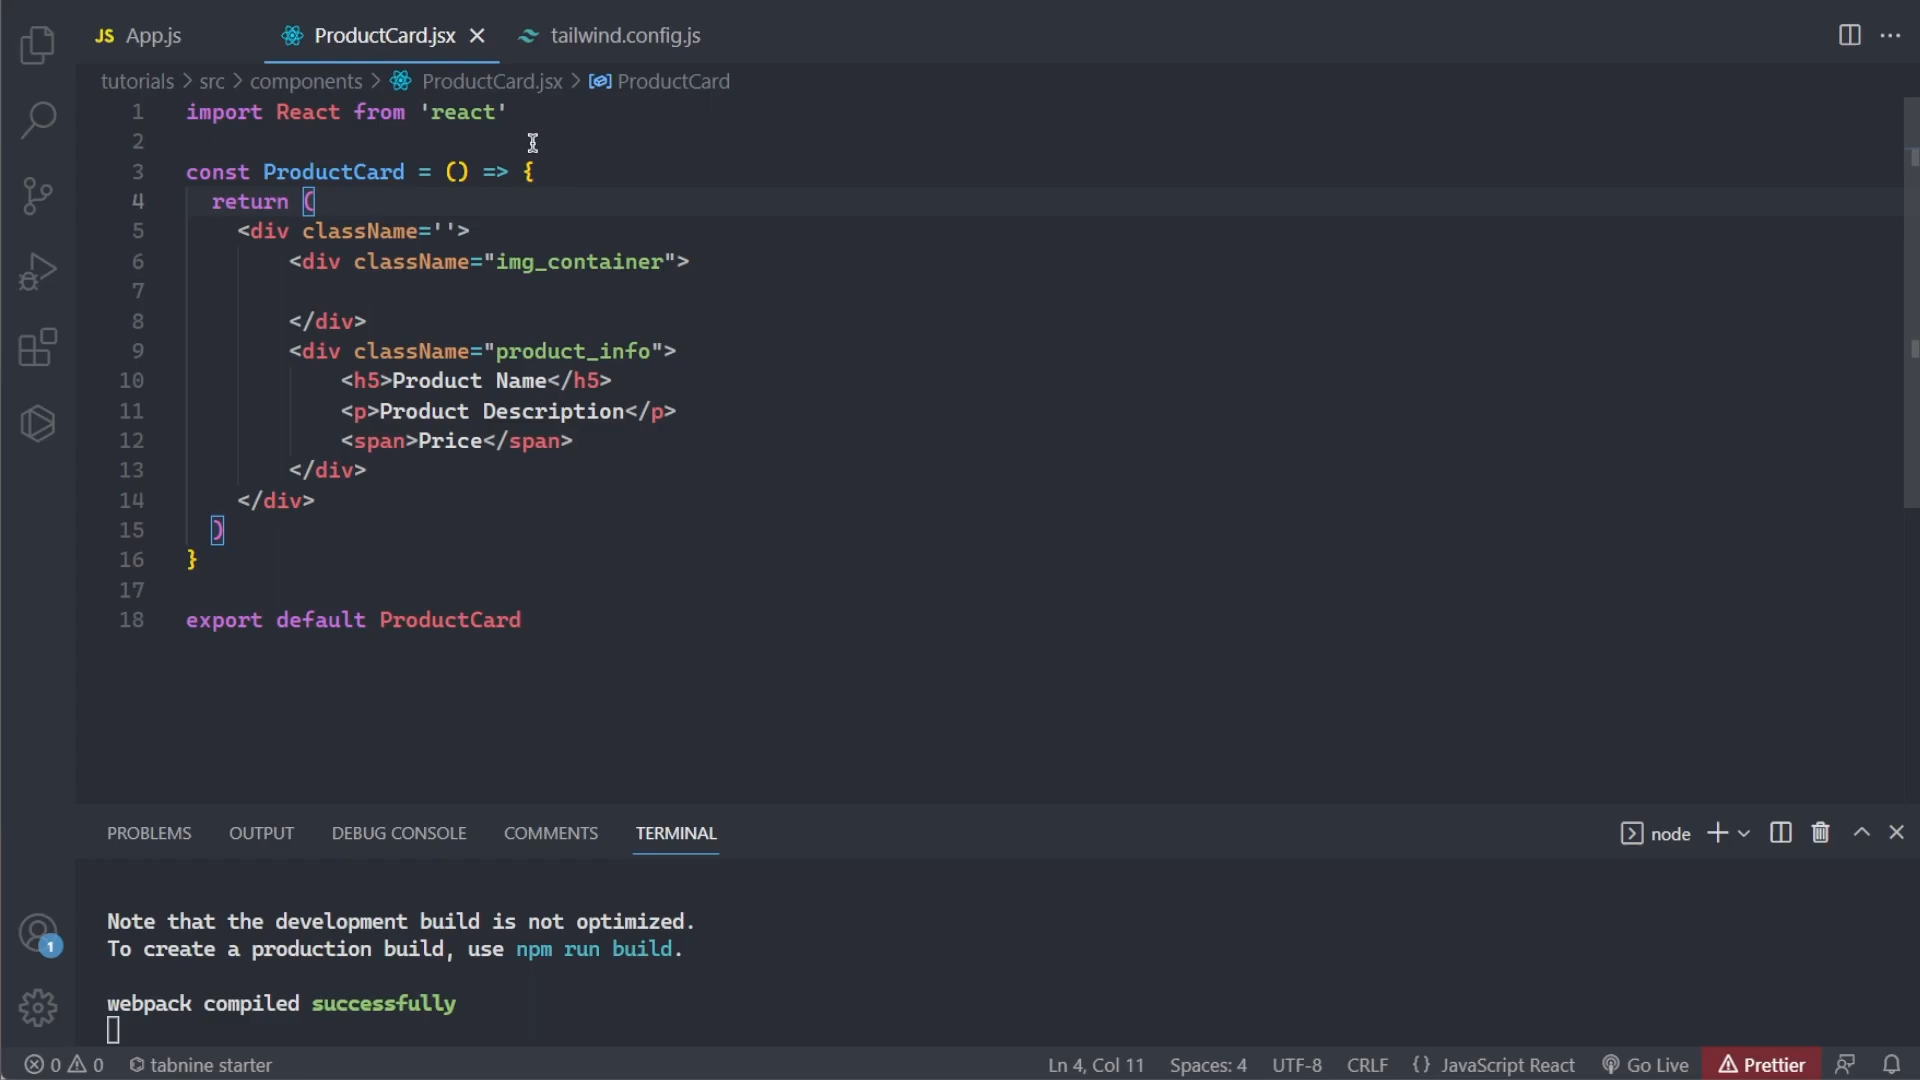 JS App.js ProductCard.jsx tailwind.config.js
tutorials > src > components > ProductCard.jsx > ProductCard
1 import React from 'react'
2
3 const ProductCard = () => {
4 return (
5 <div className=''>
6 <div className="img_container">
7
8 </div>
9 <div className="product_info">
10 <h5>Product Name</h5>
11 <p>Product Description</p>
12 <span>Price</span>
13 </div>
14 </div>
15 )
16 }
17
18 export default ProductCard
PROBLEMS OUTPUT DEBUG CONSOLE COMMENTS TERMINAL node
Note that the development build is not optimized.
To create a production build, use npm run build.
webpack compiled successfully
1
0 0 tabnine starter Ln 4, Col 11 Spaces: 4 UTF-8 CRLF {} JavaScript React Go Live Prettier